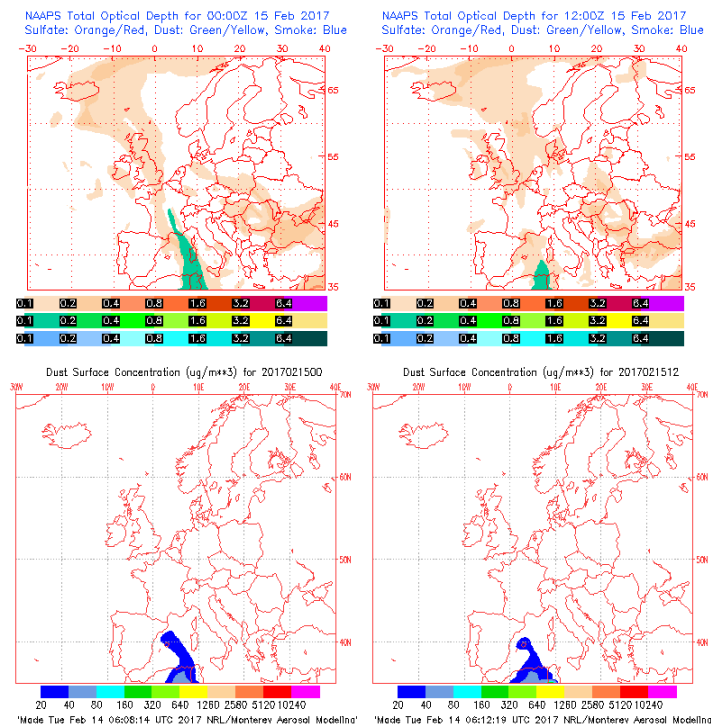 NAAPS Total Optical Depth for 00:00Z 15 Feb 2017
Sulfate: Orange/Red, Dust: Green/Yellow, Smoke: Blue
-30 -20 -10 0 10 20 30 40
65
55
45
35
0.1 0.2 0.4 0.8 1.6 3.2 6.4
0.1 0.2 0.4 0.8 1.6 3.2 6.4
0.1 0.2 0.4 0.8 1.6 3.2 6.4
NAAPS Total Optical Depth for 12:00Z 15 Feb 2017
Sulfate: Orange/Red, Dust: Green/Yellow, Smoke: Blue
-30 -20 -10 0 10 20 30 40
65
55
45
35
0.1 0.2 0.4 0.8 1.6 3.2 6.4
0.1 0.2 0.4 0.8 1.6 3.2 6.4
0.1 0.2 0.4 0.8 1.6 3.2 6.4
Dust Surface Concentration (ug/m**3) for 2017021500
30W 20W 10W 0 10E 20E 30E 40E
70N
60N
50N
40N
20 40 80 160 320 640 1280 2580 5120 10240
'Made Tue Feb 14 06:08:14 UTC 2017 NRL/Monterey Aerosol Modeling'
Dust Surface Concentration (ug/m**3) for 2017021512
30W 20W 10W 0 10E 20E 30E 40E
70N
60N
50N
40N
20 40 80 160 320 640 1280 2580 5120 10240
'Made Tue Feb 14 06:12:19 UTC 2017 NRL/Monterey Aerosol Modeling'